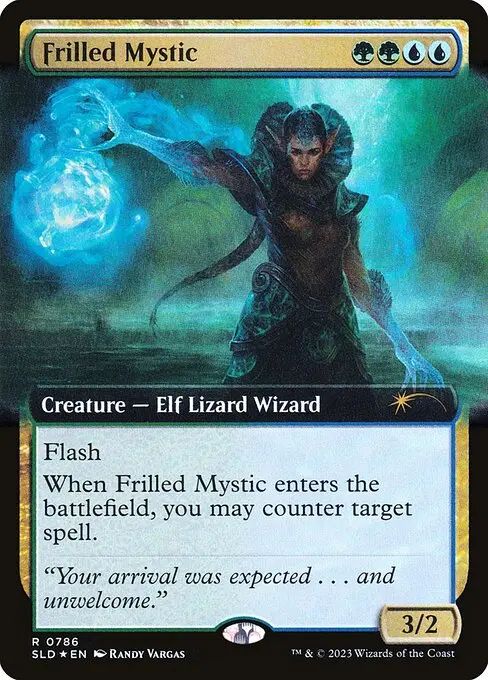 Frilled Mystic
Creature — Elf Lizard Wizard
Flash
When Frilled Mystic enters the
battlefield, you may counter target
spell.
“Your arrival was expected . . . and
unwelcome.”
3/2
R 0786
SLD ★ EN Randy Vargas
™ & © 2023 Wizards of the Coast